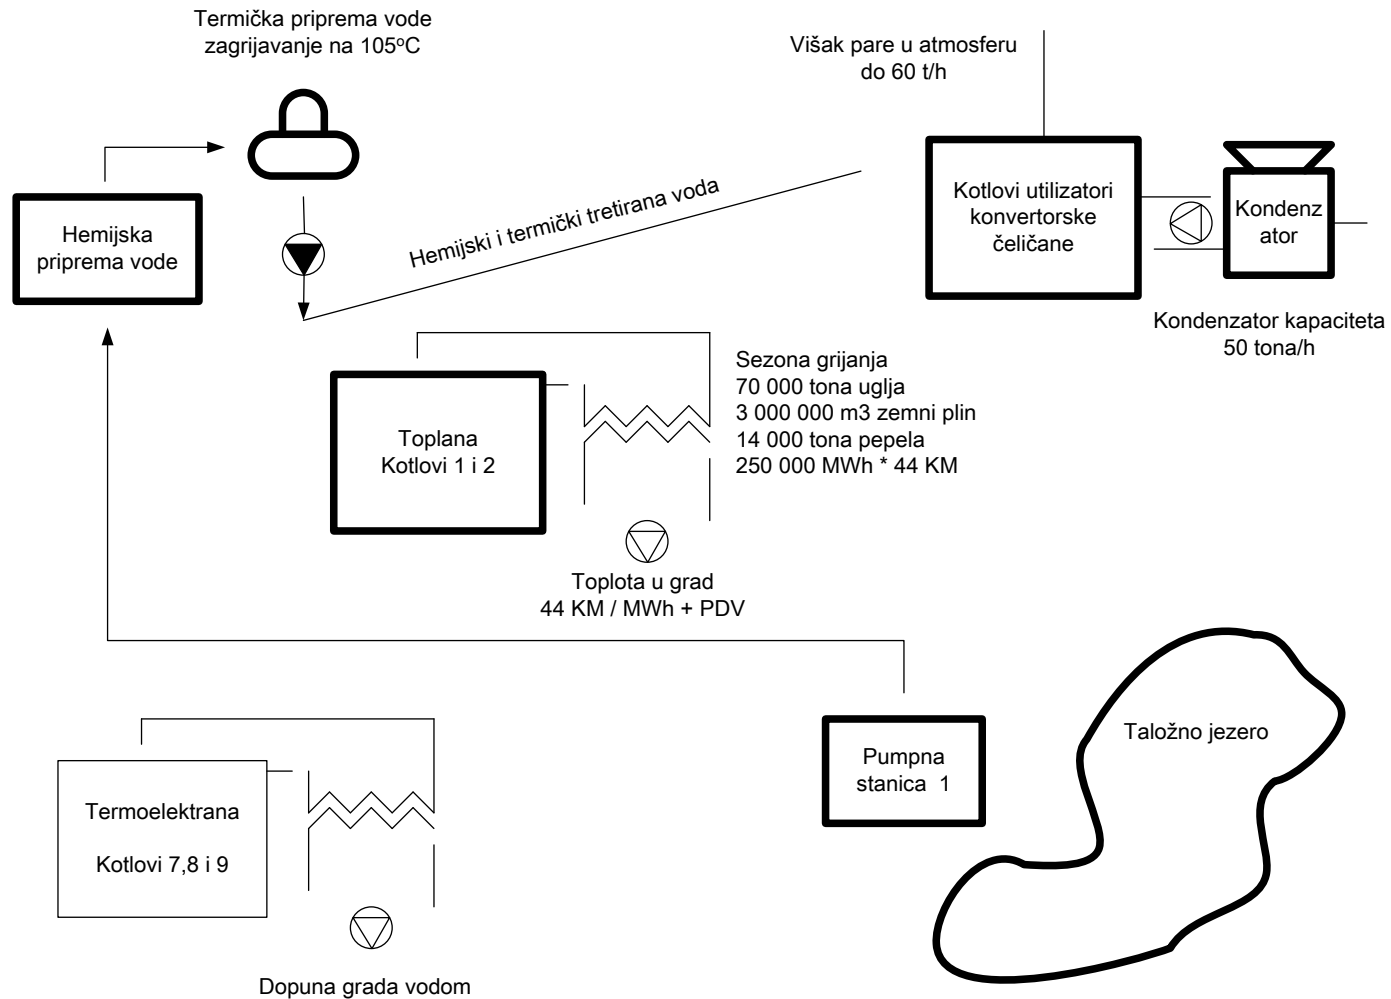 Termička priprema vode
zagrijavanje na 105ºC
Višak pare u atmosferu
do 60 t/h
Hemijska
priprema vode
Hemijski i termički tretirana voda
Kotlovi utilizatori
konvertorske
čeličane
Kondenz
ator
Kondenzator kapaciteta
50 tona/h
Toplana
Kotlovi 1 i 2
Sezona grijanja
70 000 tona uglja
3 000 000 m3 zemni plin
14 000 tona pepela
250 000 MWh * 44 KM
Toplota u grad
44 KM / MWh + PDV
Pumpna
stanica 1
Taložno jezero
Termoelektrana
Kotlovi 7,8 i 9
Dopuna grada vodom